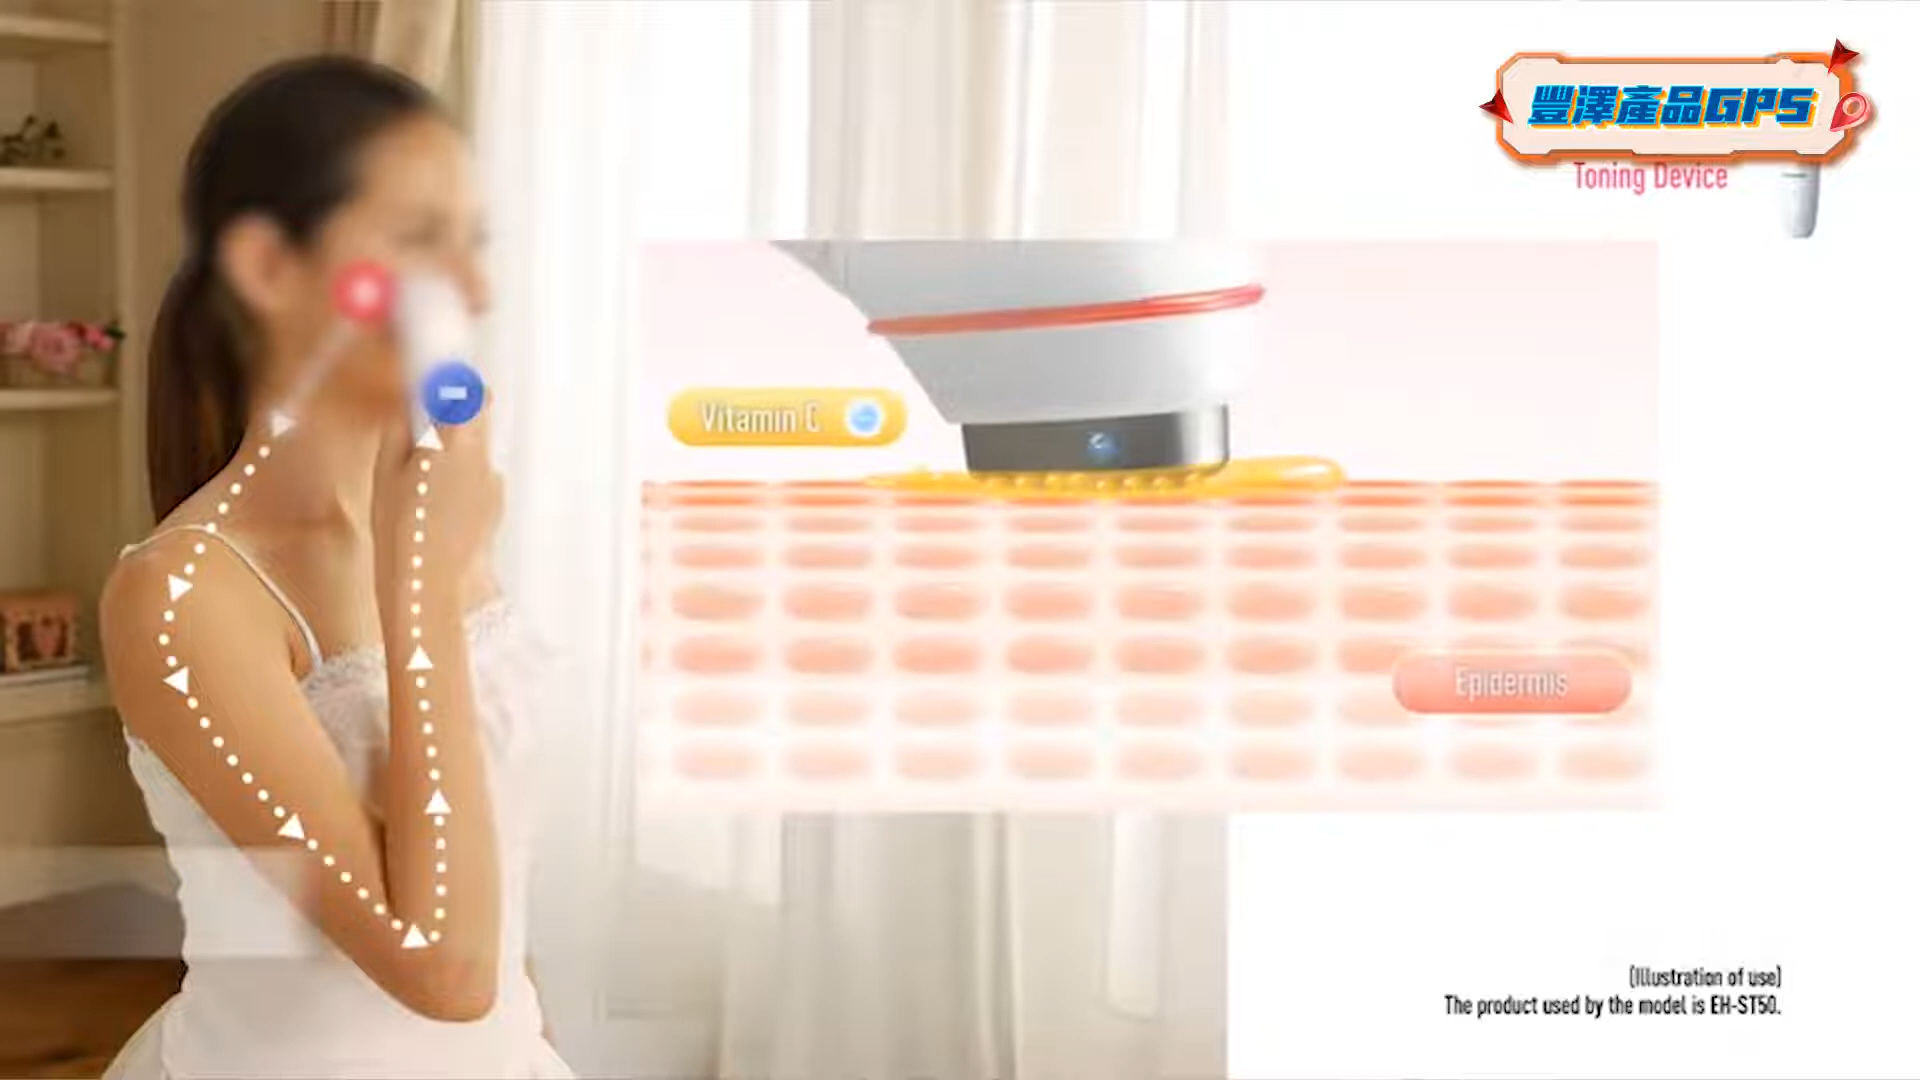 豐澤產品GPS
Toning Device
Vitamin C
Epidermis
(Illustration of use)
The product used by the model is EH-ST50.